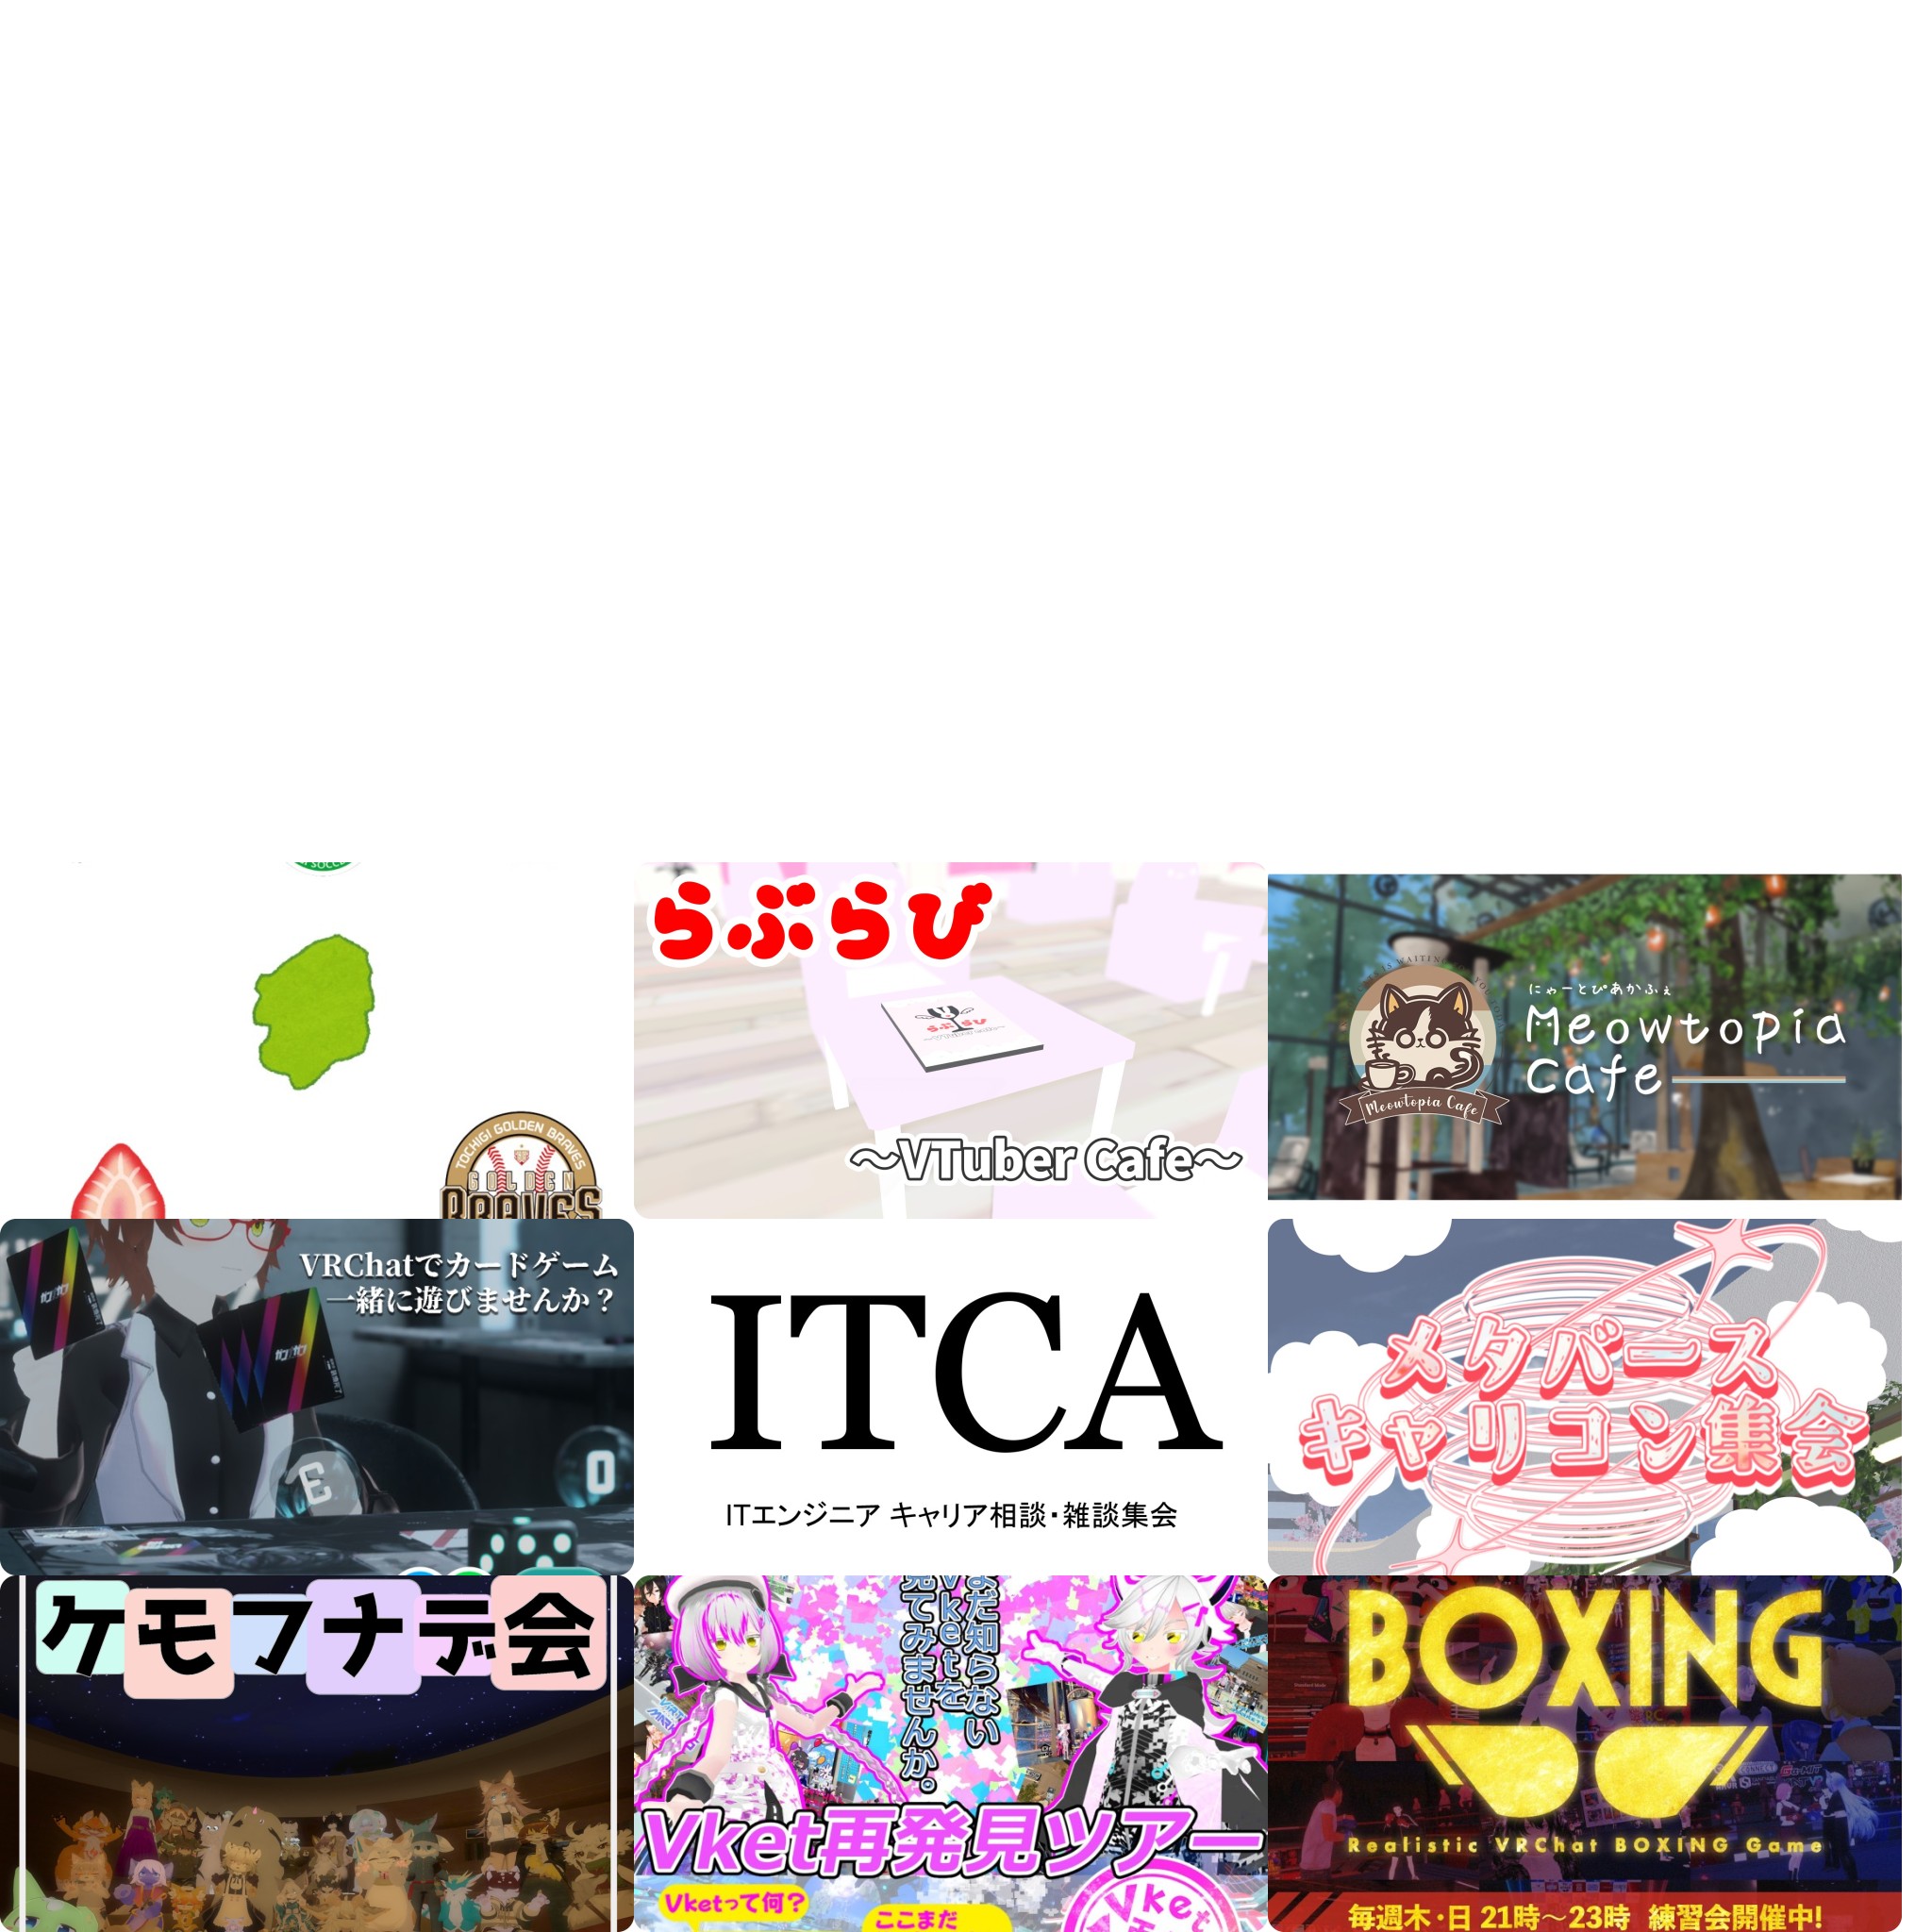 SOCC
TOCHIGI GOLDEN BRAVES
GOLDEN
BRAVES
らぶらび
らぶらび
〜VTuber Cafe〜
にゃーとぴあかふぇ
Meowtopia
Cafe
Meowtopia Cafe
VRChatでカードゲーム
一緒に遊びませんか？
E
O
ITCA
ITエンジニア キャリア相談・雑談集会
メタバース
キャリコン集会
ケモフナデ会
まだ知らない
Vketを
見てみませんか。
Vket再発見ツアー
Vketって何？
ここまだ
Vket
BOXING
Realistic VRChat BOXING Game
毎週木・日 21時〜23時 練習会開催中!